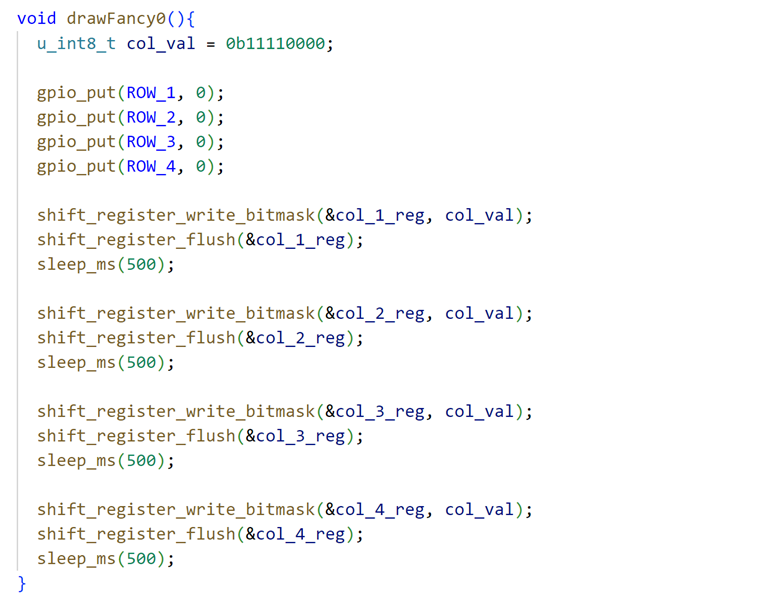 void drawFancy0(){
u_int8_t col_val = 0b11110000;
gpio_put(ROW_1, 0);
gpio_put(ROW_2, 0);
gpio_put(ROW_3, 0);
gpio_put(ROW_4, 0);
shift_register_write_bitmask(&col_1_reg, col_val);
shift_register_flush(&col_1_reg);
sleep_ms(500);
shift_register_write_bitmask(&col_2_reg, col_val);
shift_register_flush(&col_2_reg);
sleep_ms(500);
shift_register_write_bitmask(&col_3_reg, col_val);
shift_register_flush(&col_3_reg);
sleep_ms(500);
shift_register_write_bitmask(&col_4_reg, col_val);
shift_register_flush(&col_4_reg);
sleep_ms(500);
}